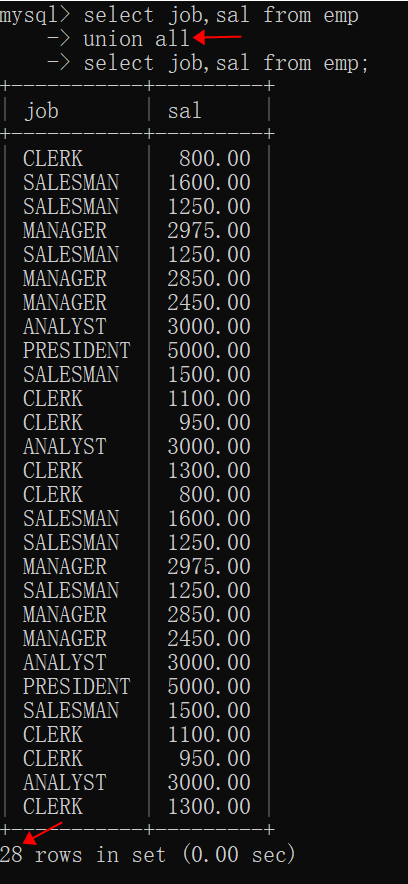 mysql> select job,sal from emp
    -> union all
    -> select job,sal from emp;
+-----------+---------+
| job       | sal     |
+-----------+---------+
| CLERK     |  800.00 |
| SALESMAN  | 1600.00 |
| SALESMAN  | 1250.00 |
| MANAGER   | 2975.00 |
| SALESMAN  | 1250.00 |
| MANAGER   | 2850.00 |
| MANAGER   | 2450.00 |
| ANALYST   | 3000.00 |
| PRESIDENT | 5000.00 |
| SALESMAN  | 1500.00 |
| CLERK     | 1100.00 |
| CLERK     |  950.00 |
| ANALYST   | 3000.00 |
| CLERK     | 1300.00 |
| CLERK     |  800.00 |
| SALESMAN  | 1600.00 |
| SALESMAN  | 1250.00 |
| MANAGER   | 2975.00 |
| SALESMAN  | 1250.00 |
| MANAGER   | 2850.00 |
| MANAGER   | 2450.00 |
| ANALYST   | 3000.00 |
| PRESIDENT | 5000.00 |
| SALESMAN  | 1500.00 |
| CLERK     | 1100.00 |
| CLERK     |  950.00 |
| ANALYST   | 3000.00 |
| CLERK     | 1300.00 |
+-----------+---------+
28 rows in set (0.00 sec)